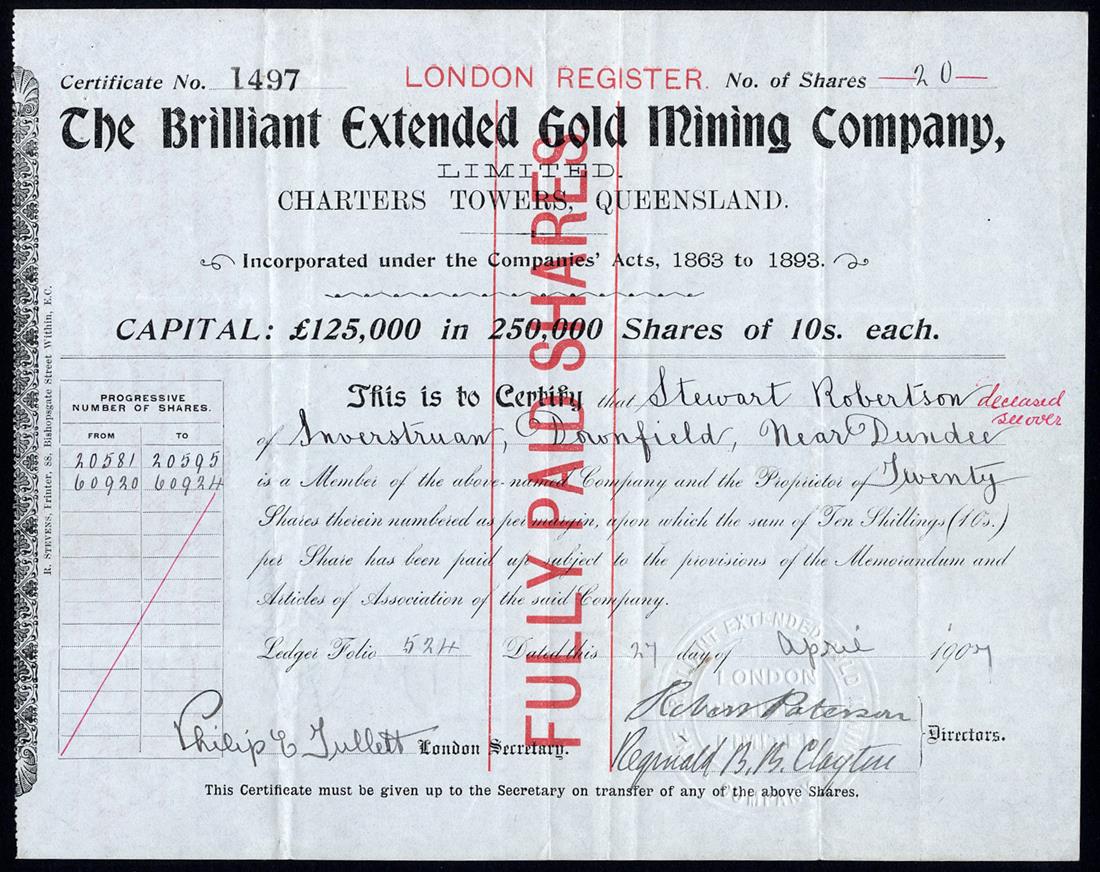 Certificate No. 1497 LONDON REGISTER. No. of Shares 20
The Brilliant Extended Gold Mining Company,
LIMITED.
CHARTERS TOWERS, QUEENSLAND.
Incorporated under the Companies' Acts, 1863 to 1893.
CAPITAL: £125,000 in 250,000 Shares of 10s. each.
FULLY PAID SHARES
R. STEVENS, Printer, 88, Bishopsgate Street Within, E.C.
PROGRESSIVE
NUMBER OF SHARES.
FROM TO
20581 20595
60920 60924
This is to Certify that Stewart Robertson deceased
see over
of Inverstruan, Downfield, Near Dundee
is a Member of the above-named Company and the Proprietor of Twenty
Shares therein numbered as per margin, upon which the sum of Ten Shillings (10s.)
per Share has been paid up subject to the provisions of the Memorandum and
Articles of Association of the said Company.
Ledger Folio 524 Dated this 27 day of April 1907
Robert Paterson
Philip E Tullett London Secretary.
Reginald B. B. Clayton
Directors.
LONDON
This Certificate must be given up to the Secretary on transfer of any of the above Shares.